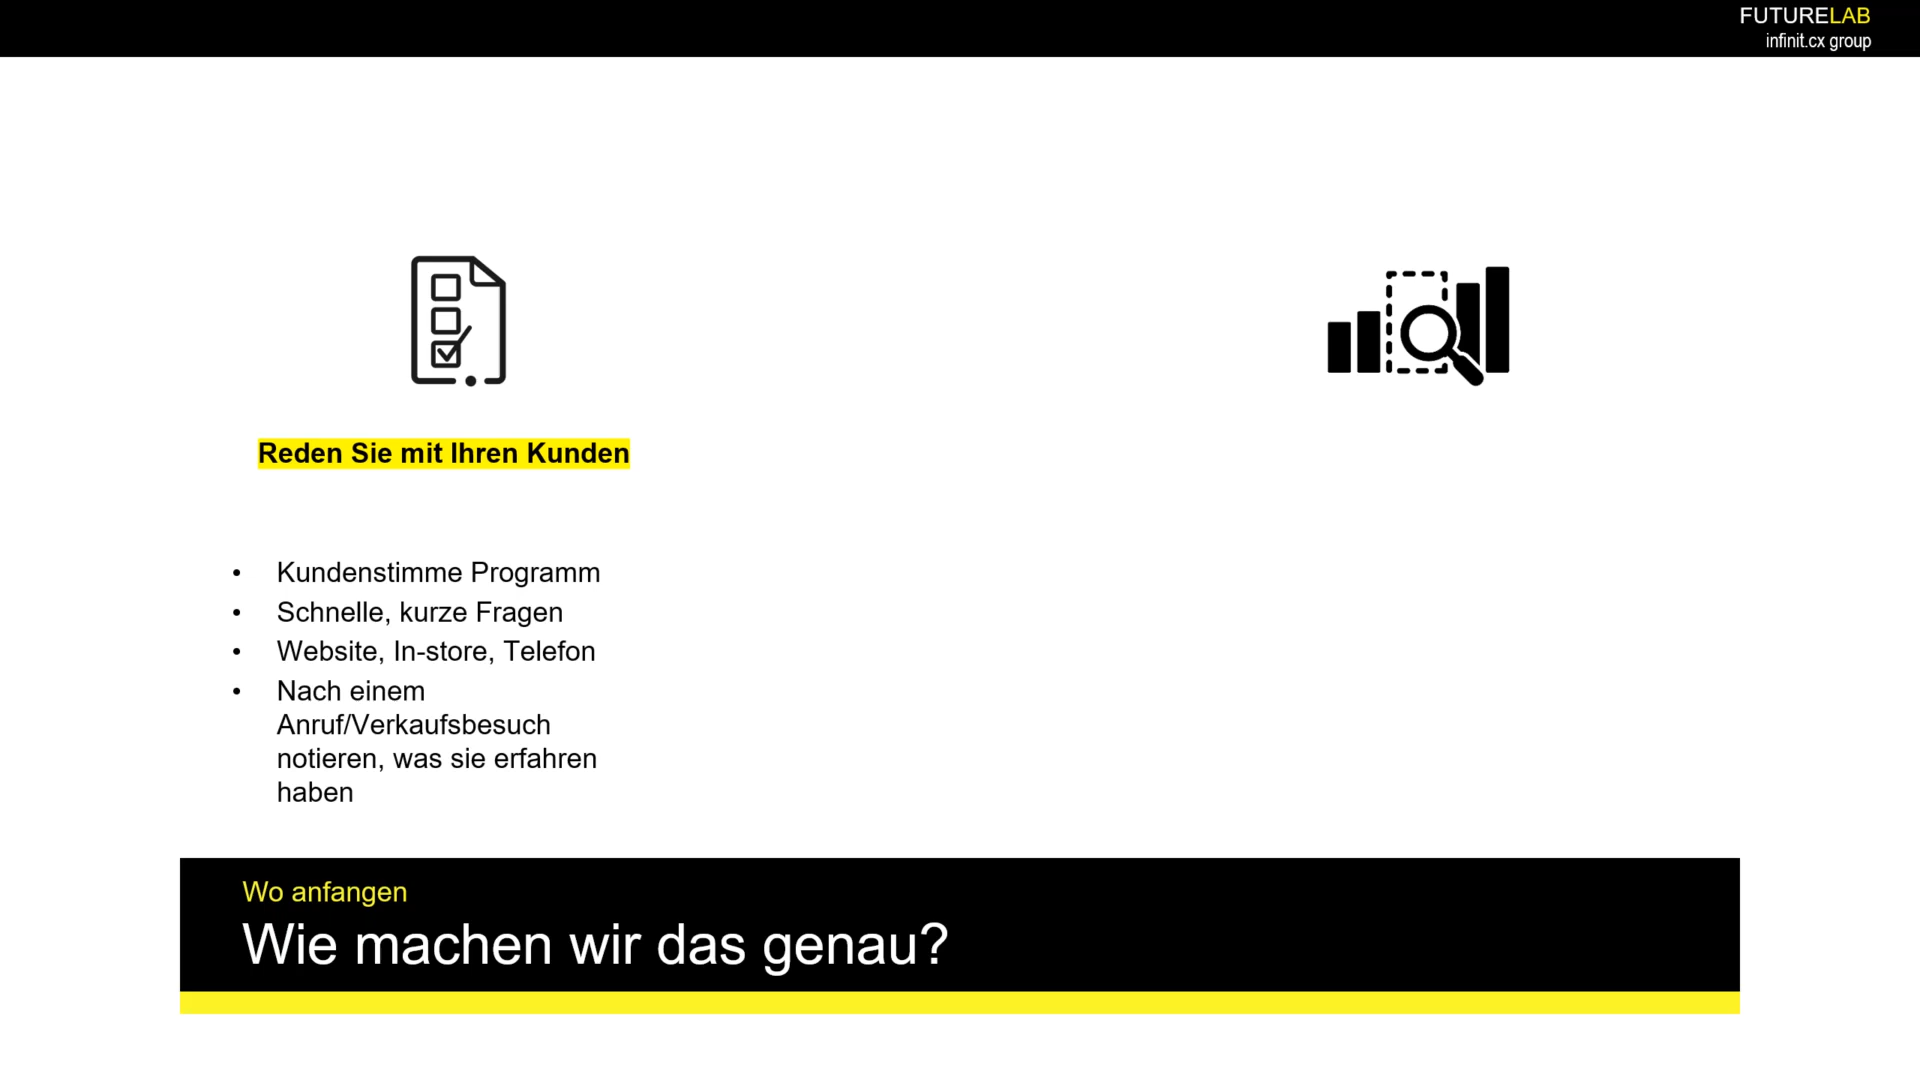 FUTURELAB
infinit.cx group
Reden Sie mit Ihren Kunden
• Kundenstimme Programm
• Schnelle, kurze Fragen
• Website, In-store, Telefon
• Nach einem
Anruf/Verkaufsbesuch
notieren, was sie erfahren
haben
Wo anfangen
Wie machen wir das genau?